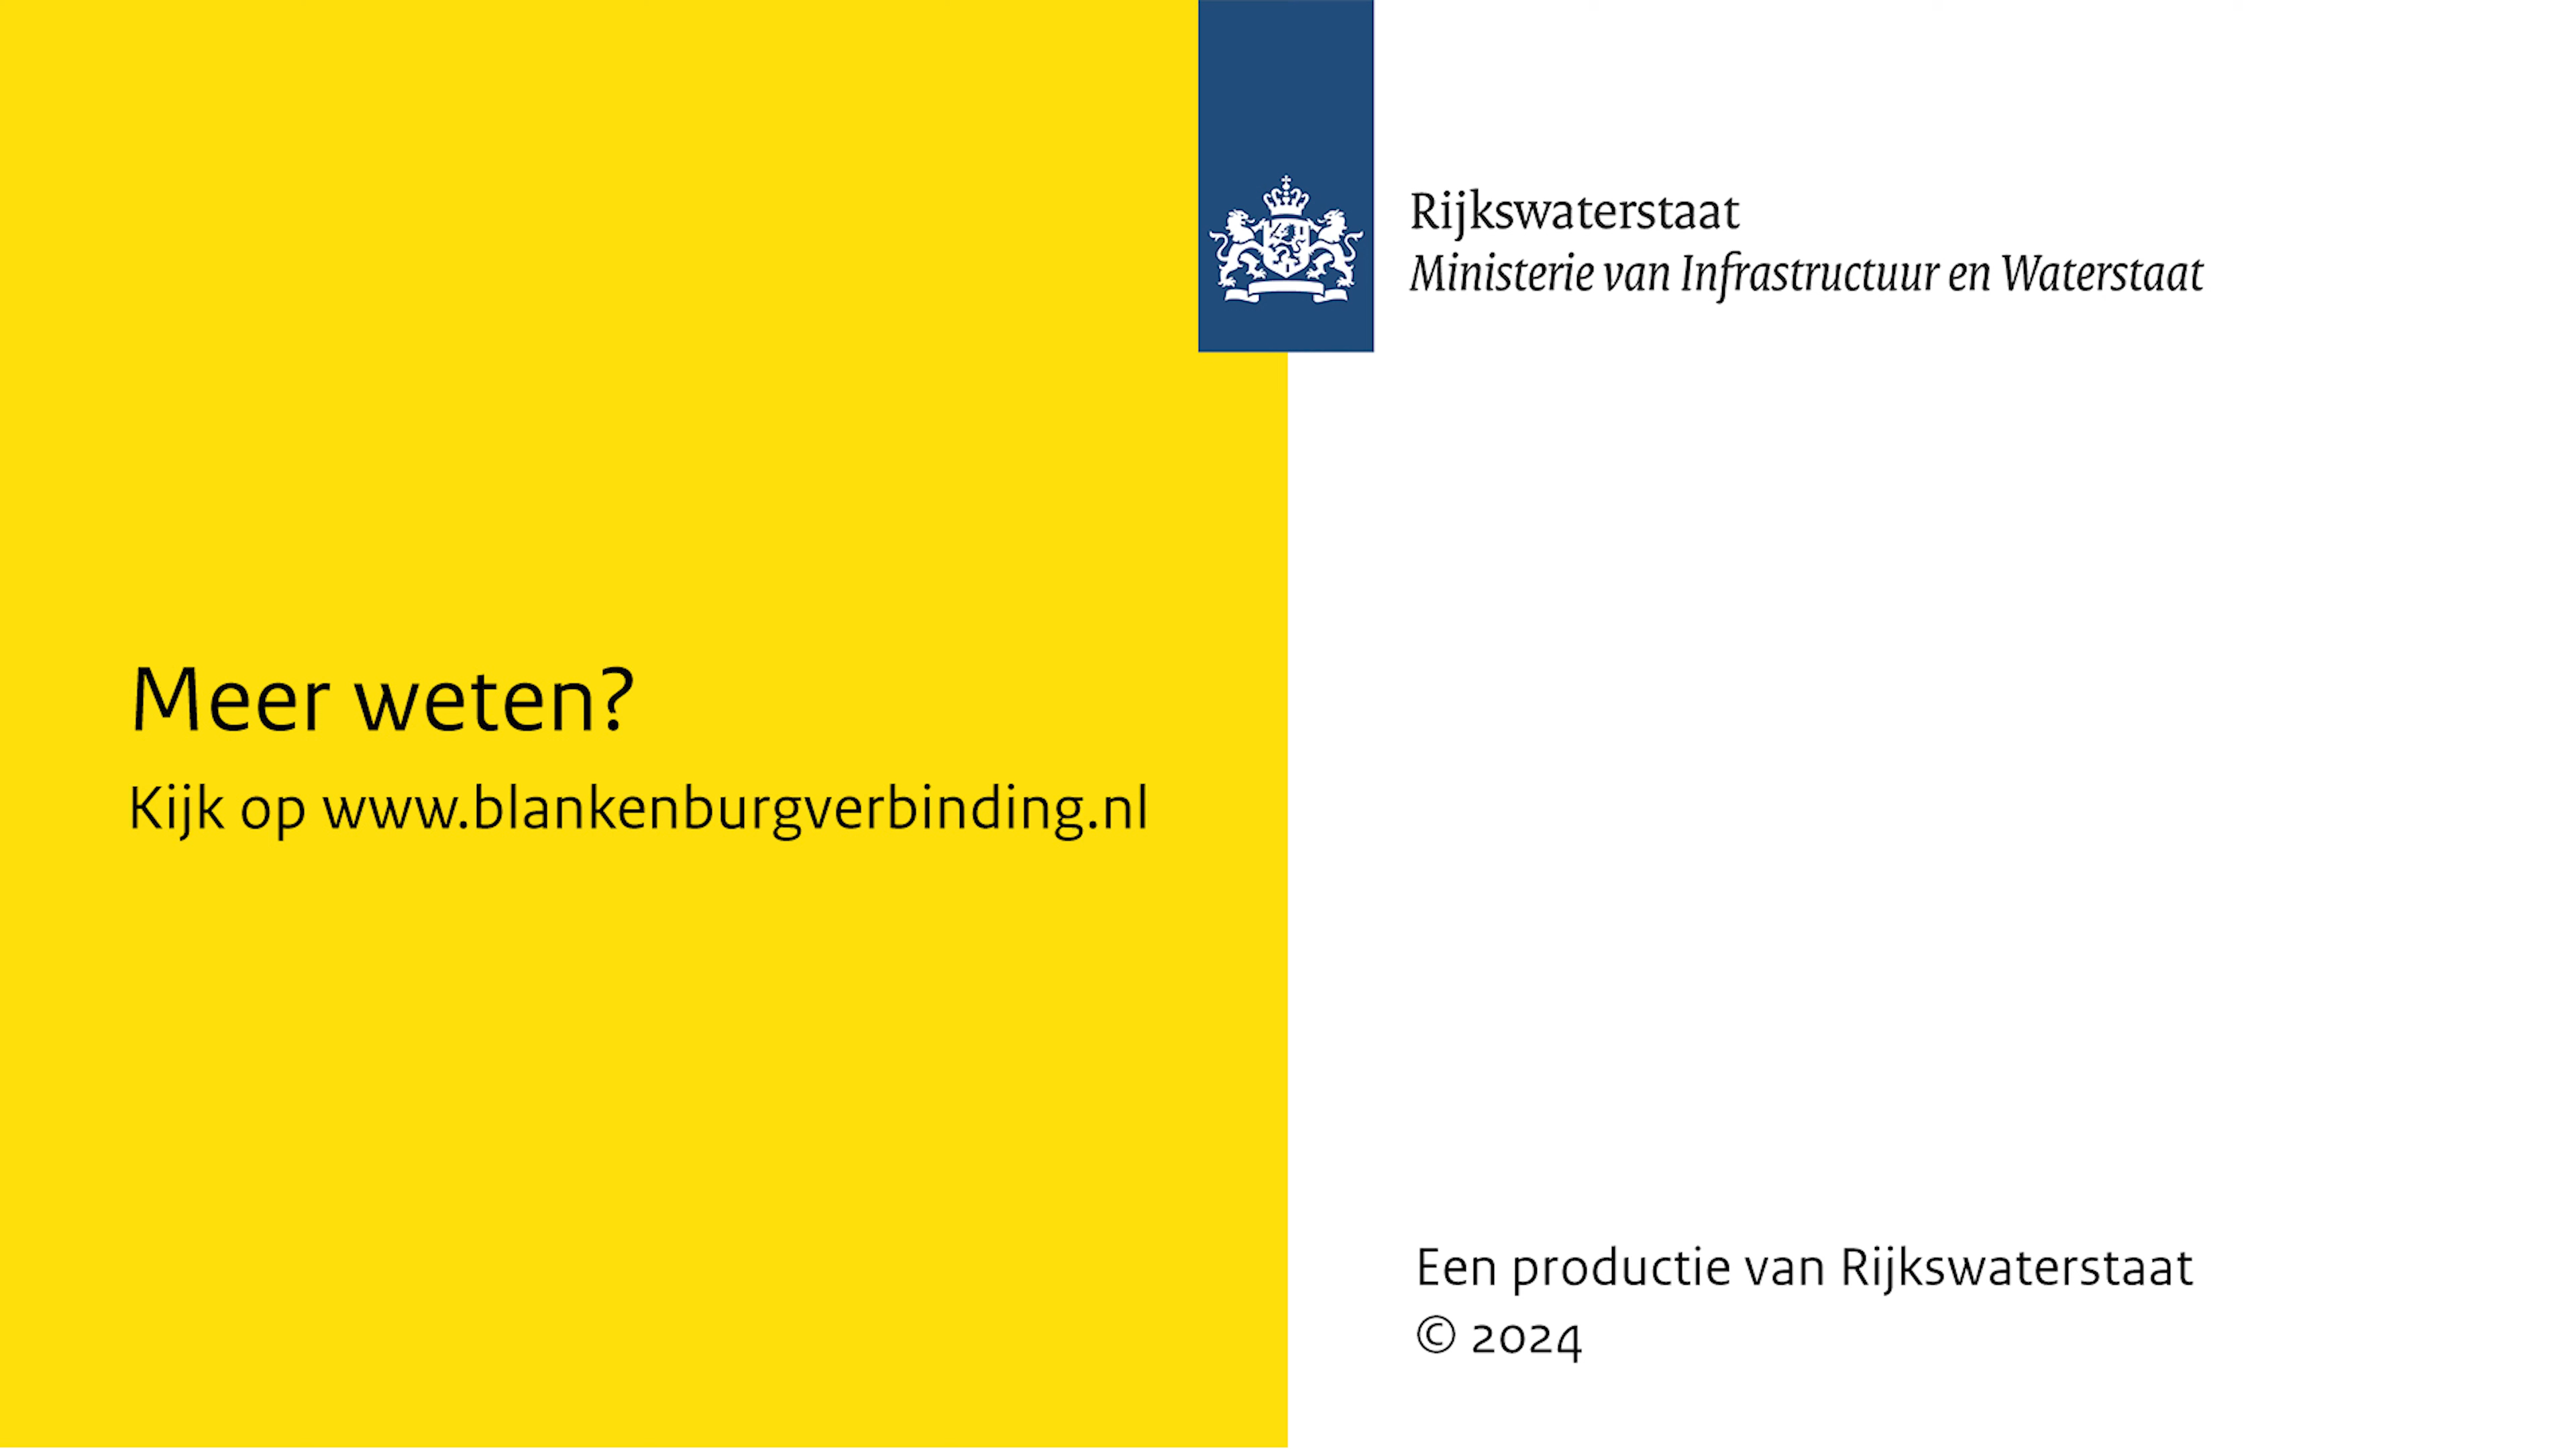 Rijkswaterstaat
Ministerie van Infrastructuur en Waterstaat
Meer weten?
Kijk op www.blankenburgverbinding.nl
Een productie van Rijkswaterstaat
© 2024